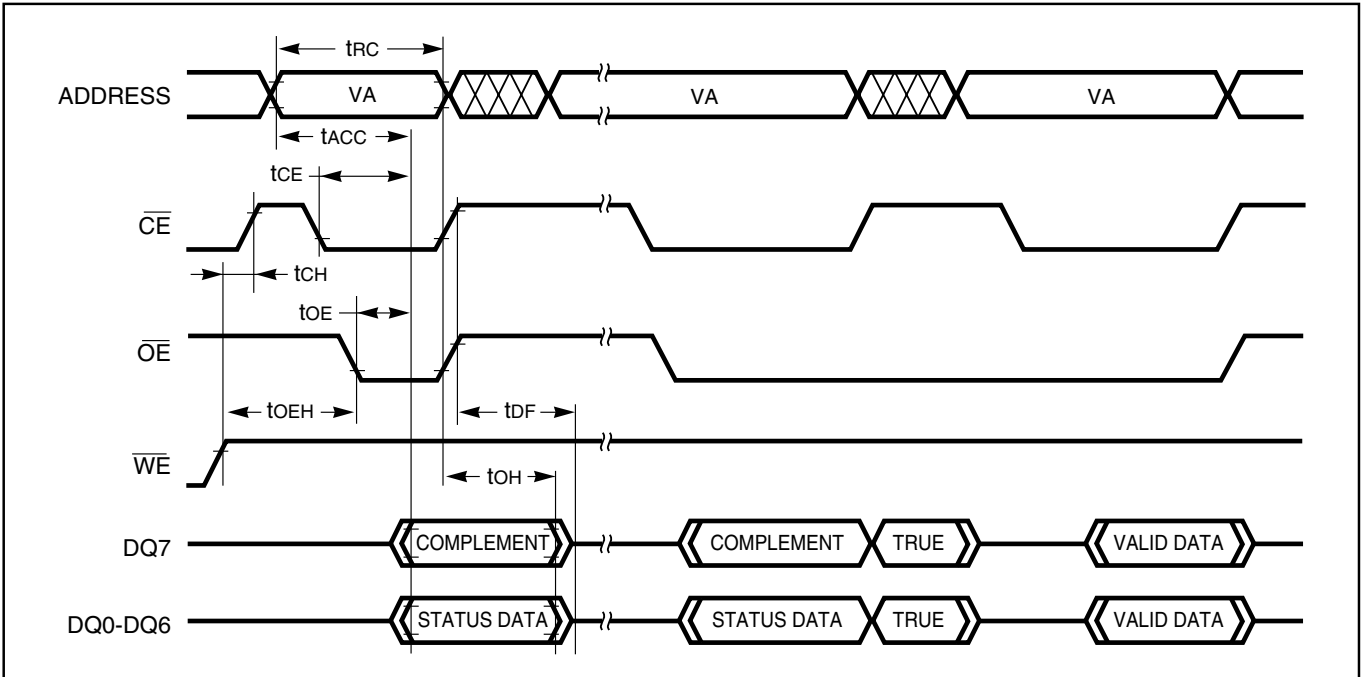 tRC
ADDRESS VA VA VA
tACC
tCE
CE
tCH
tOE
OE
tOEH tDF
WE
tOH
DQ7 COMPLEMENT COMPLEMENT TRUE VALID DATA
DQ0-DQ6 STATUS DATA STATUS DATA TRUE VALID DATA